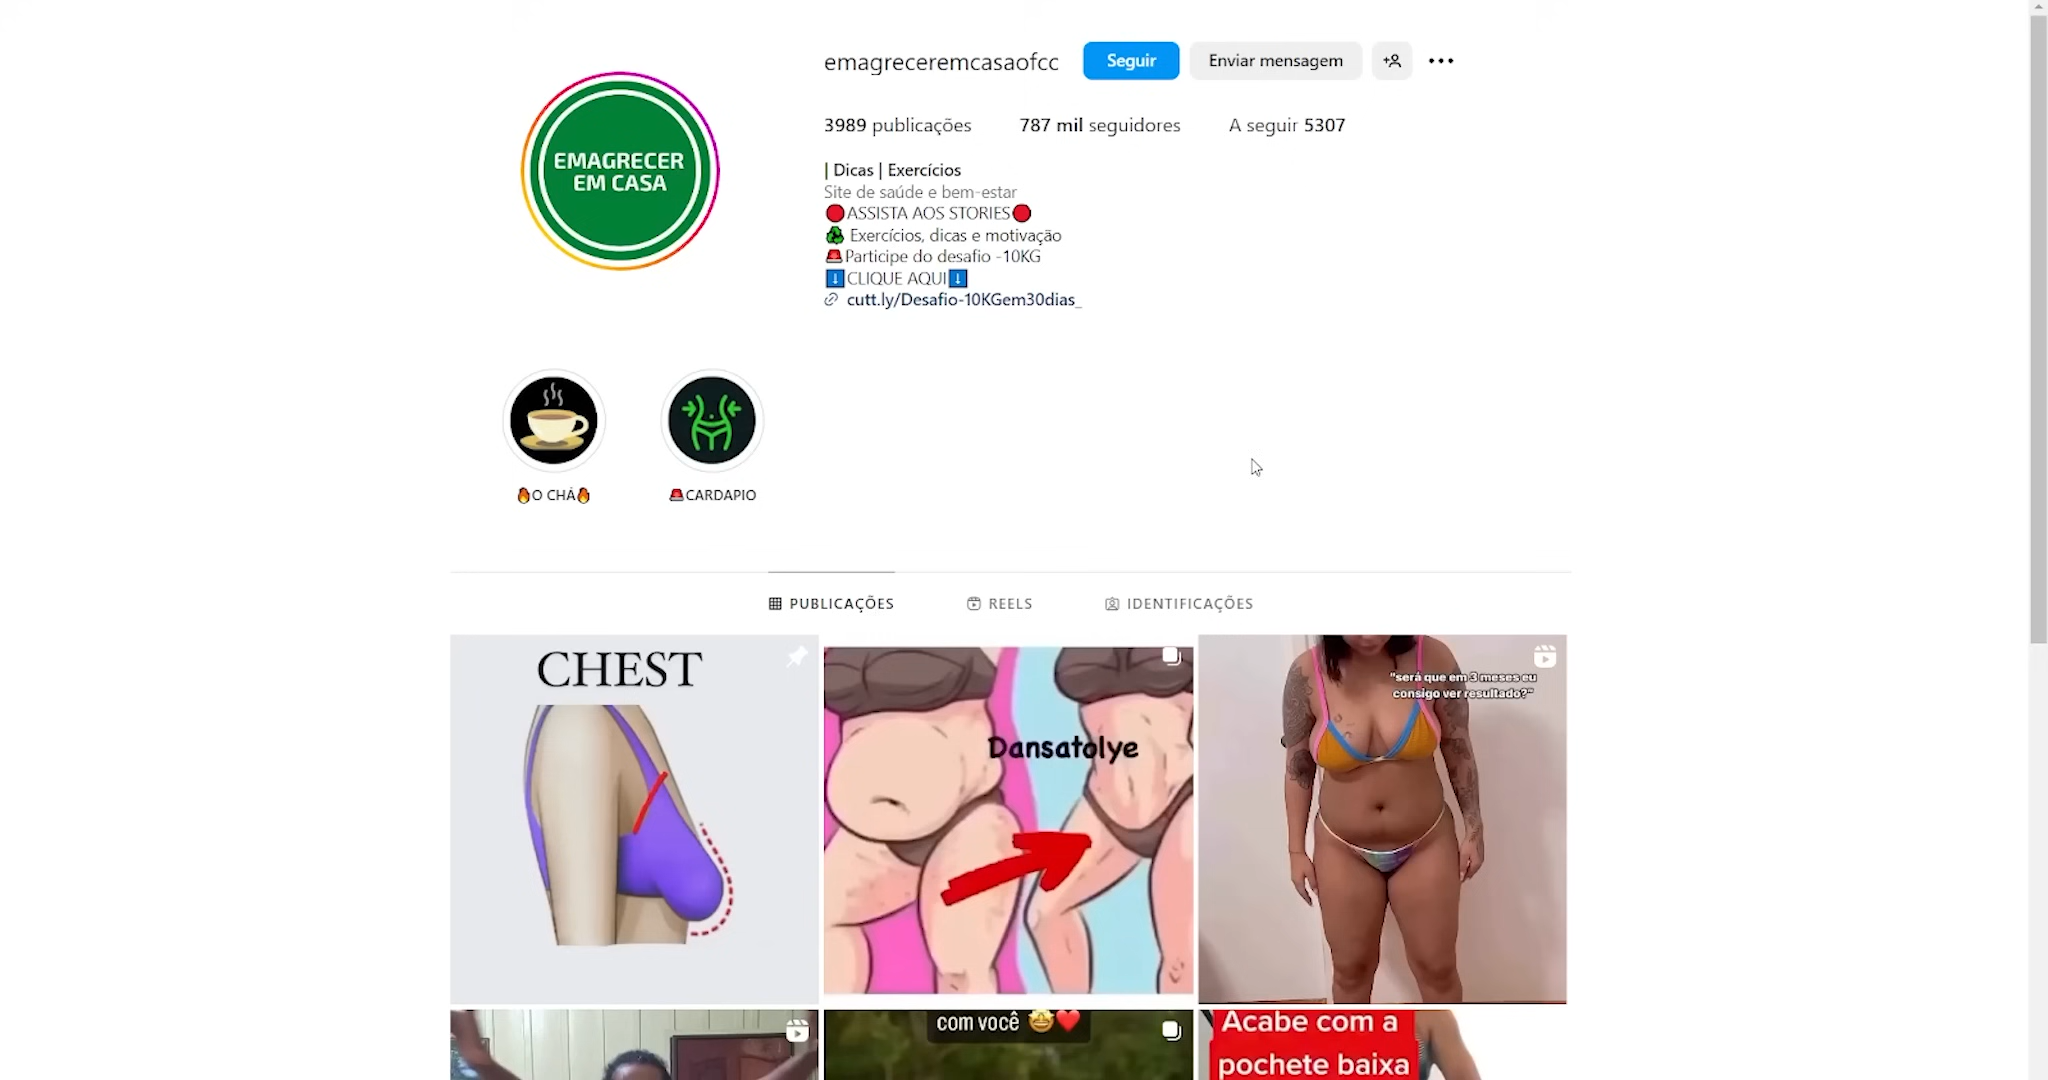 emagreceremcasaofcc
Seguir
Enviar mensagem
3989 publicações
787 mil seguidores
A seguir 5307
EMAGRECER
EM CASA
| Dicas | Exercícios
Site de saúde e bem-estar
🔴ASSISTA AOS STORIES🔴
♻ Exercícios, dicas e motivação
🚨Participe do desafio -10KG
⬇CLIQUE AQUI⬇
cutt.ly/Desafio-10KGem30dias_
🔥O CHÁ🔥
🚨CARDAPIO
PUBLICAÇÕES
REELS
IDENTIFICAÇÕES
CHEST
Dansatolye
"será que em 3 meses eu
consigo ver resultado?"
com você 🤩❤
Acabe com a
pochete baixa